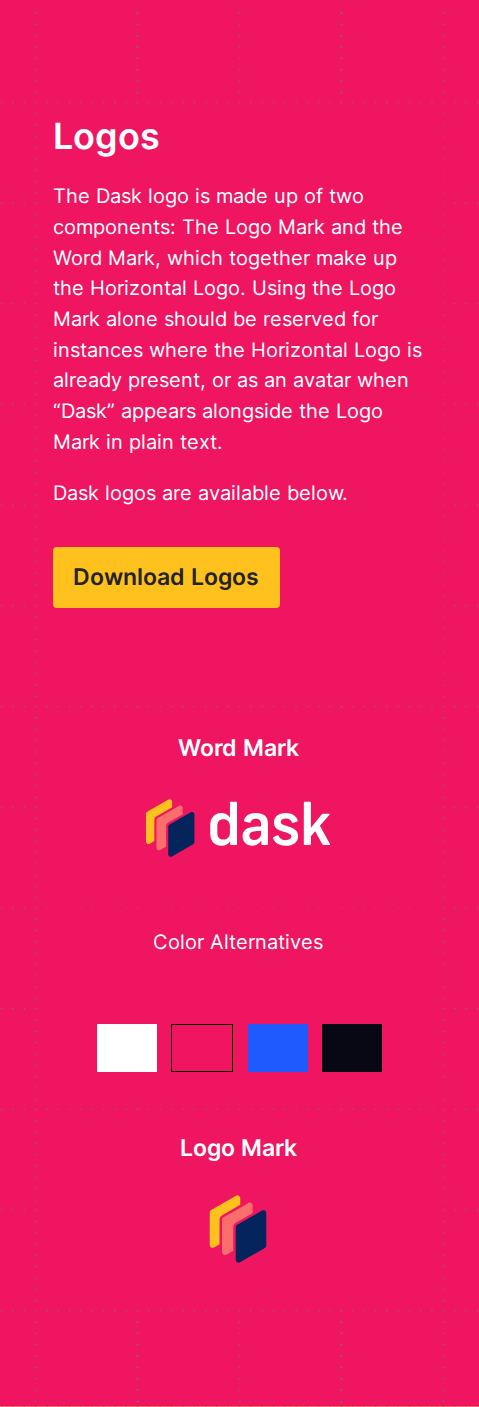 Logos
The Dask logo is made up of two
components: The Logo Mark and the
Word Mark, which together make up
the Horizontal Logo. Using the Logo
Mark alone should be reserved for
instances where the Horizontal Logo is
already present, or as an avatar when
“Dask” appears alongside the Logo
Mark in plain text.
Dask logos are available below.
Download Logos
Word Mark
dask
Color Alternatives
Logo Mark